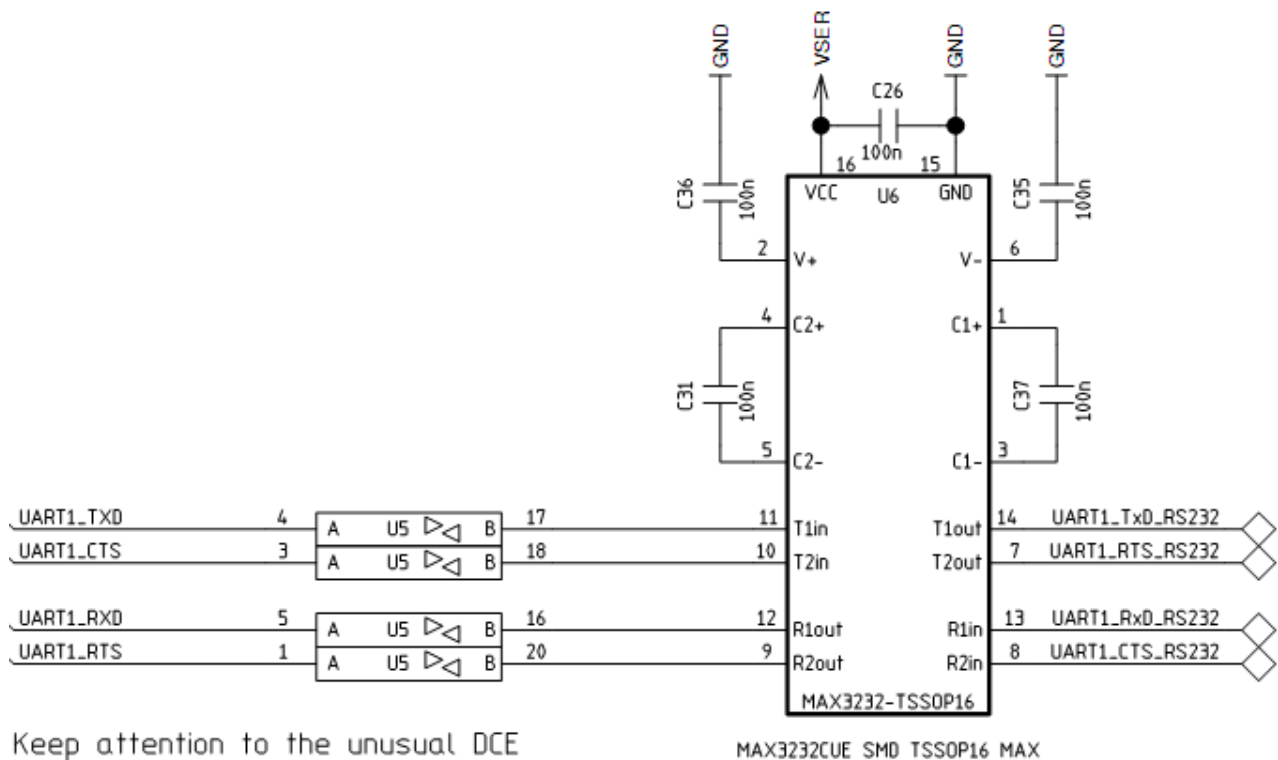 GND
VSER
GND
GND
C26
100n
16
15
C36
100n
VCC
U6
GND
C35
100n
2
V+
V-
6
4
C2+
C1+
1
C31
100n
C37
100n
5
C2-
C1-
3
UART1_TXD
4
A U5 B
17
11
T1in
T1out
14
UART1_TxD_RS232
UART1_CTS
3
A U5 B
18
10
T2in
T2out
7
UART1_RTS_RS232
UART1_RXD
5
A U5 B
16
12
R1out
R1in
13
UART1_RxD_RS232
UART1_RTS
1
A U5 B
20
9
R2out
R2in
8
UART1_CTS_RS232
MAX3232-TSSOP16
Keep attention to the unusual DCE
MAX3232CUE SMD TSSOP16 MAX